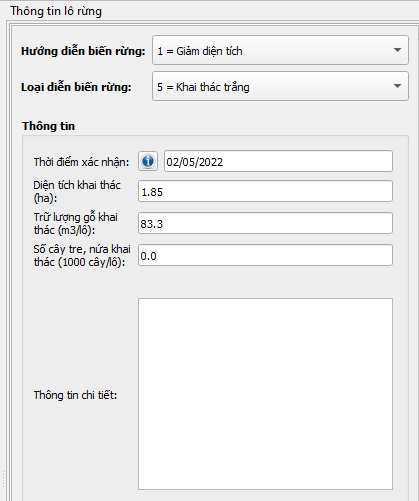 Thông tin lô rừng
Hướng diễn biến rừng: 1 = Giảm diện tích
Loại diễn biến rừng: 5 = Khai thác trắng
Thông tin
Thời điểm xác nhận: 02/05/2022
Diện tích khai thác
(ha): 1.85
Trữ lượng gỗ khai
thác (m3/lô): 83.3
Số cây tre, nứa khai
thác (1000 cây/lô): 0.0
Thông tin chi tiết: